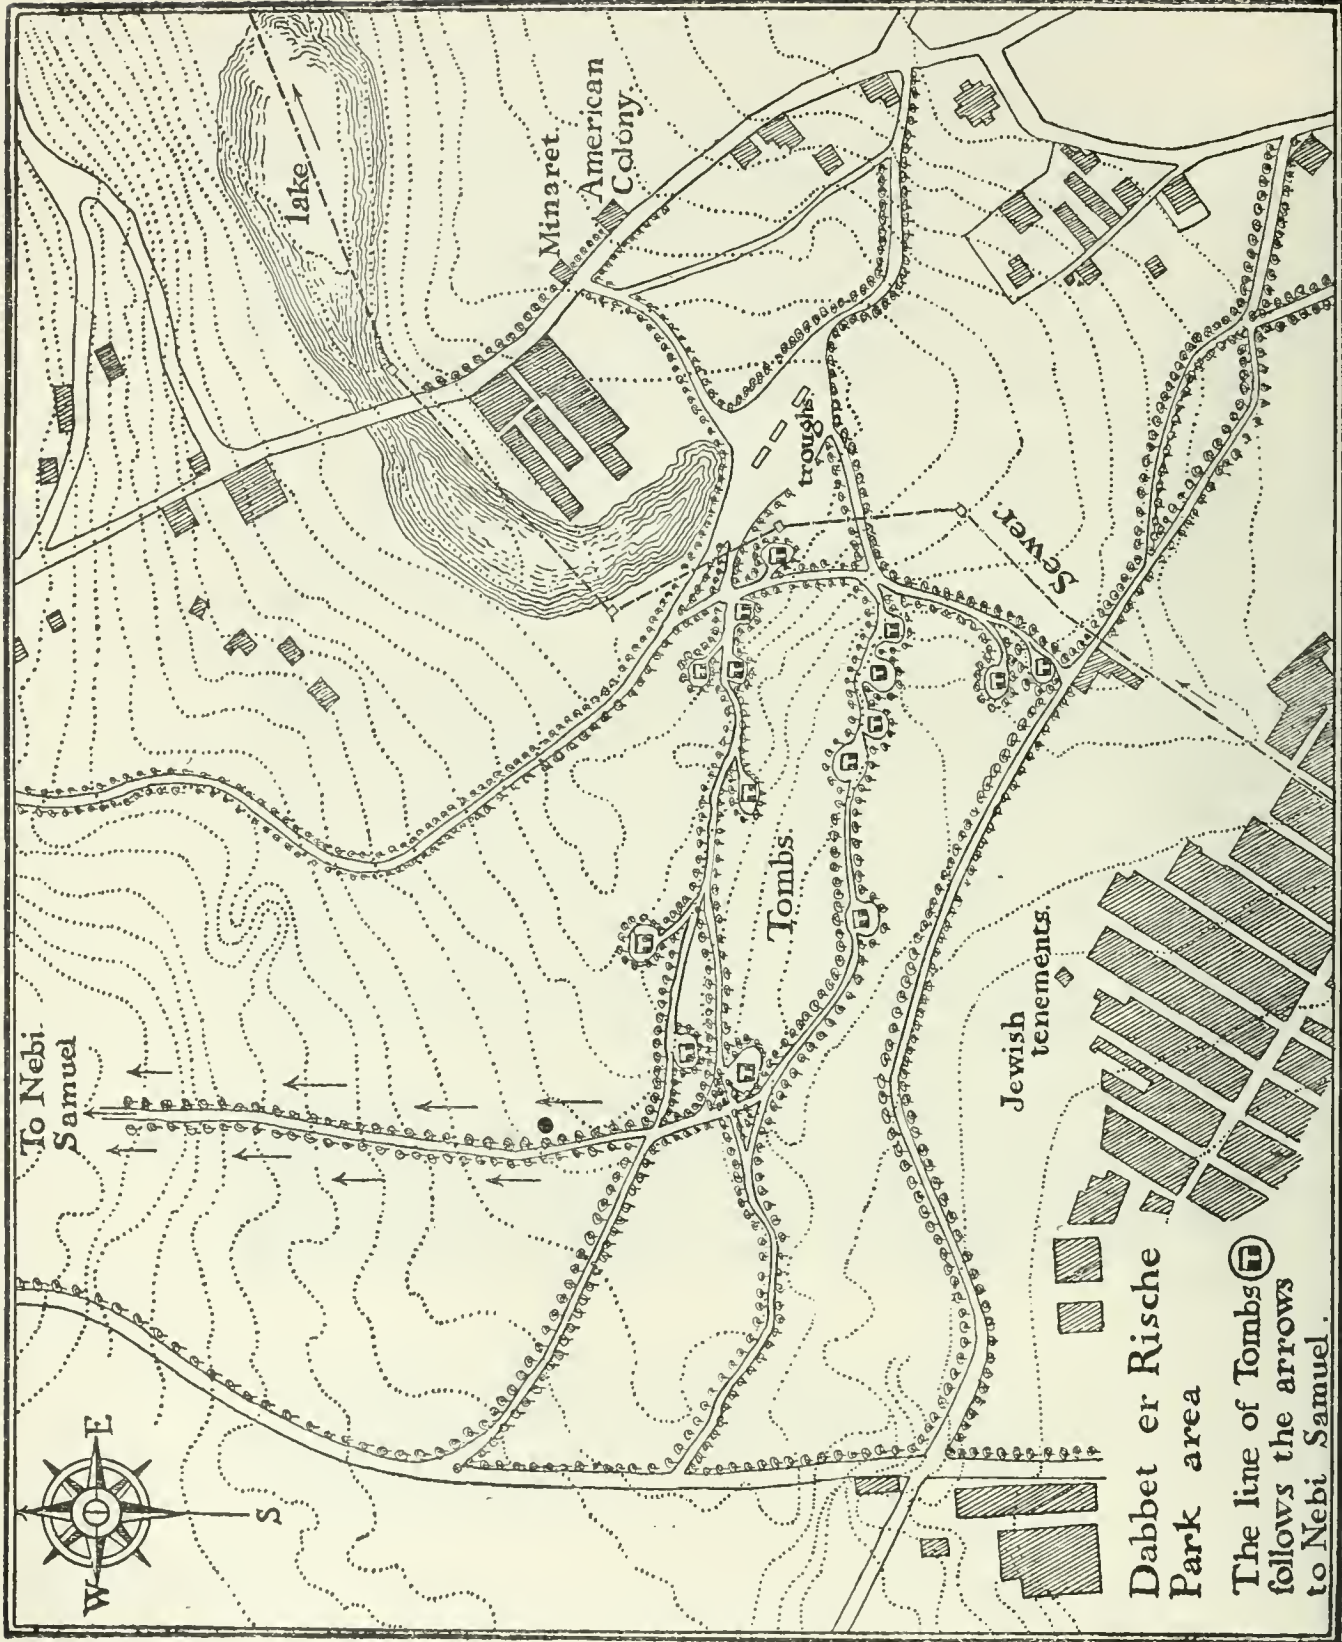 To Nebi
Samuel
lake
Minaret.
American
Colony.
troughs.
Sewer.
Tombs.
Jewish
tenements.
W
E
S
Dabbet er Rische
Park area
The line of Tombs
follows the arrows
to Nebi Samuel.